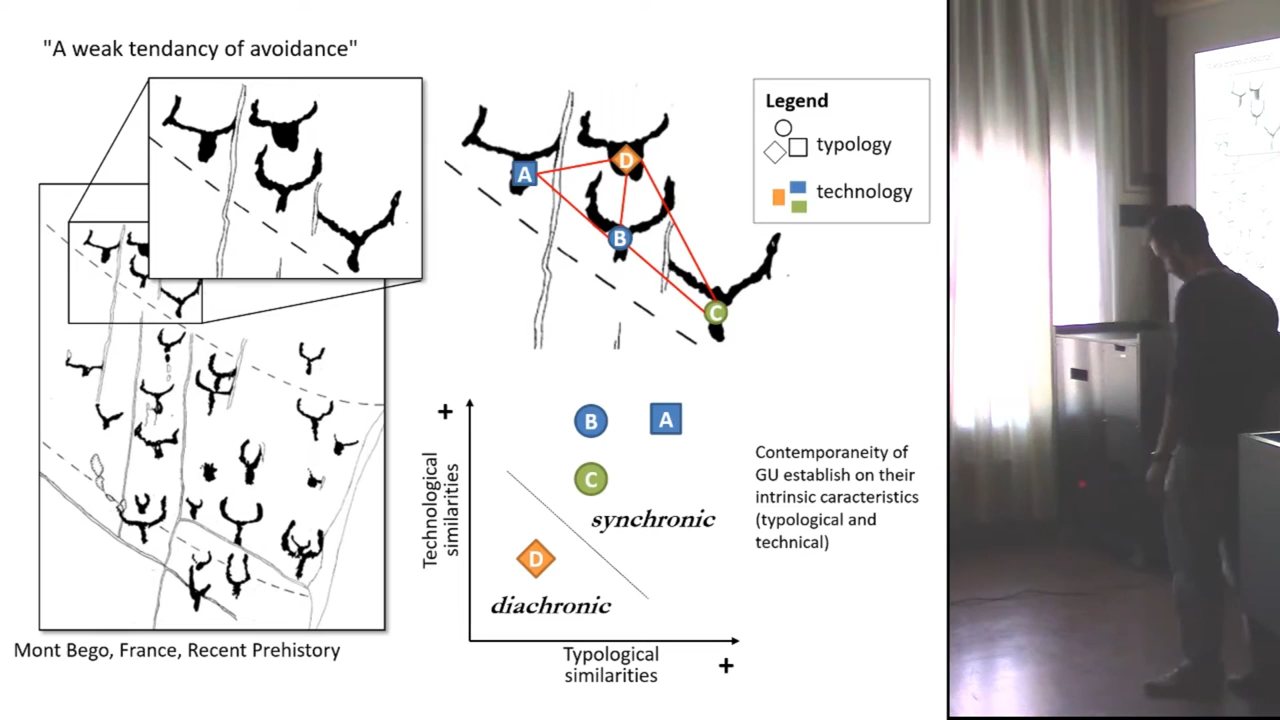 "A weak tendancy of avoidance"
Legend
typology
technology
A
D
B
C
Mont Bego, France, Recent Prehistory
+
Technological
similarities
B
A
C
synchronic
D
diachronic
Typological
similarities
+
Contemporaneity of
GU establish on their
intrinsic caracteristics
(typological and
technical)